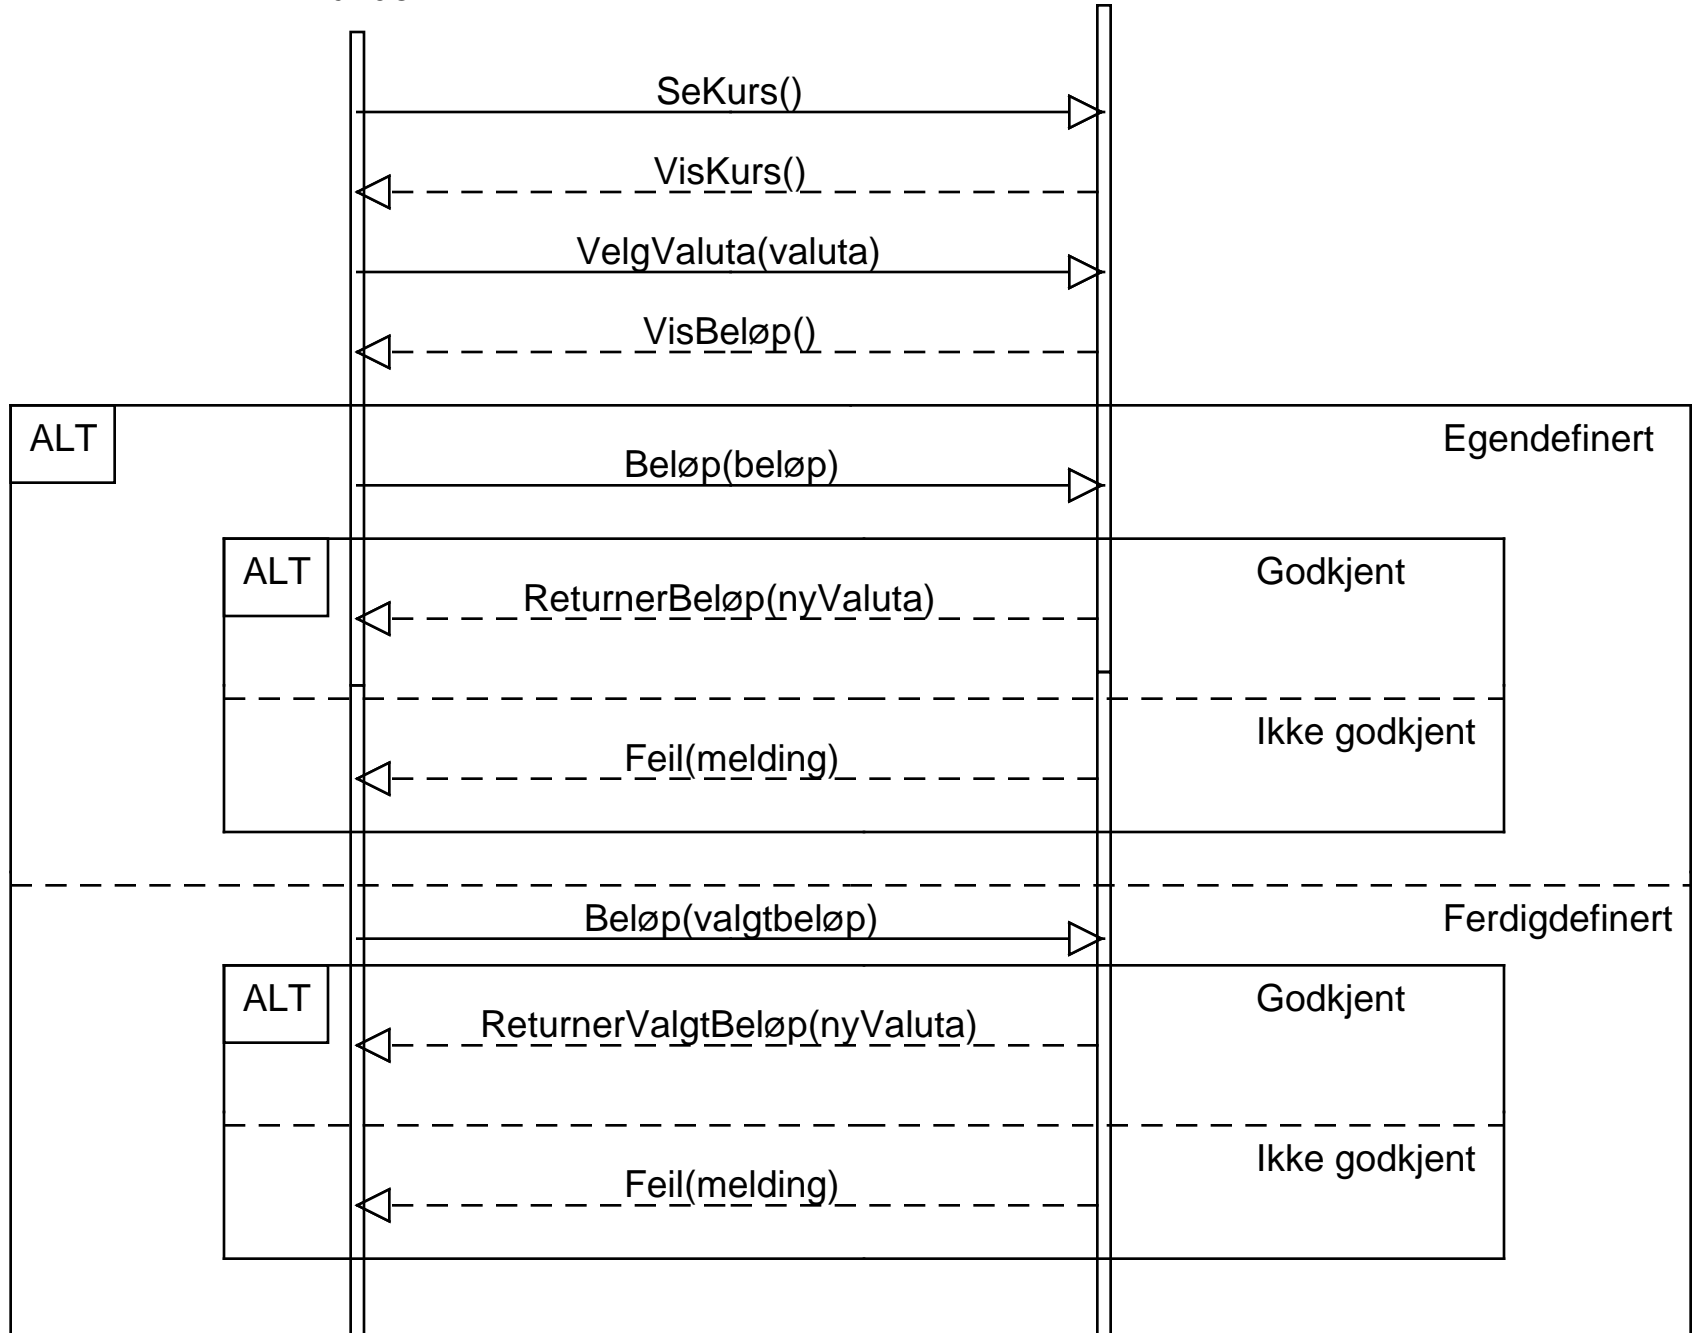 SeKurs()
VisKurs()
VelgValuta(valuta)
VisBeløp()
ALT
Egendefinert
Beløp(beløp)
ALT
Godkjent
ReturnerBeløp(nyValuta)
Ikke godkjent
Feil(melding)
Beløp(valgtbeløp)
Ferdigdefinert
ALT
Godkjent
ReturnerValgtBeløp(nyValuta)
Ikke godkjent
Feil(melding)